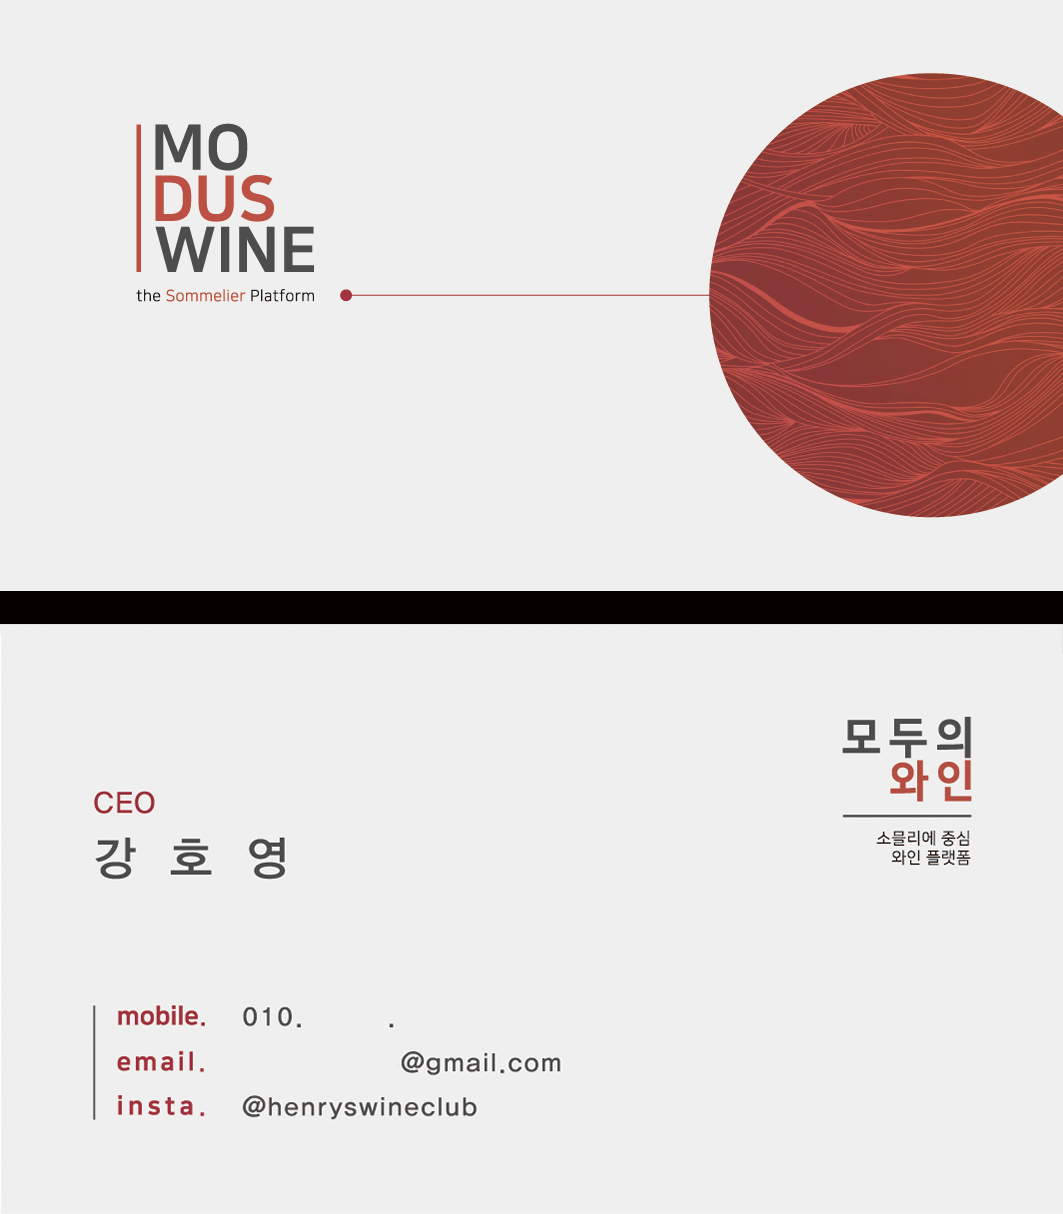 MO
DUS
WINE
the Sommelier Platform
모두의
와인
소믈리에 중심
와인 플랫폼
CEO
강 호 영
mobile. 010. .
email. @gmail.com
insta. @henryswineclub